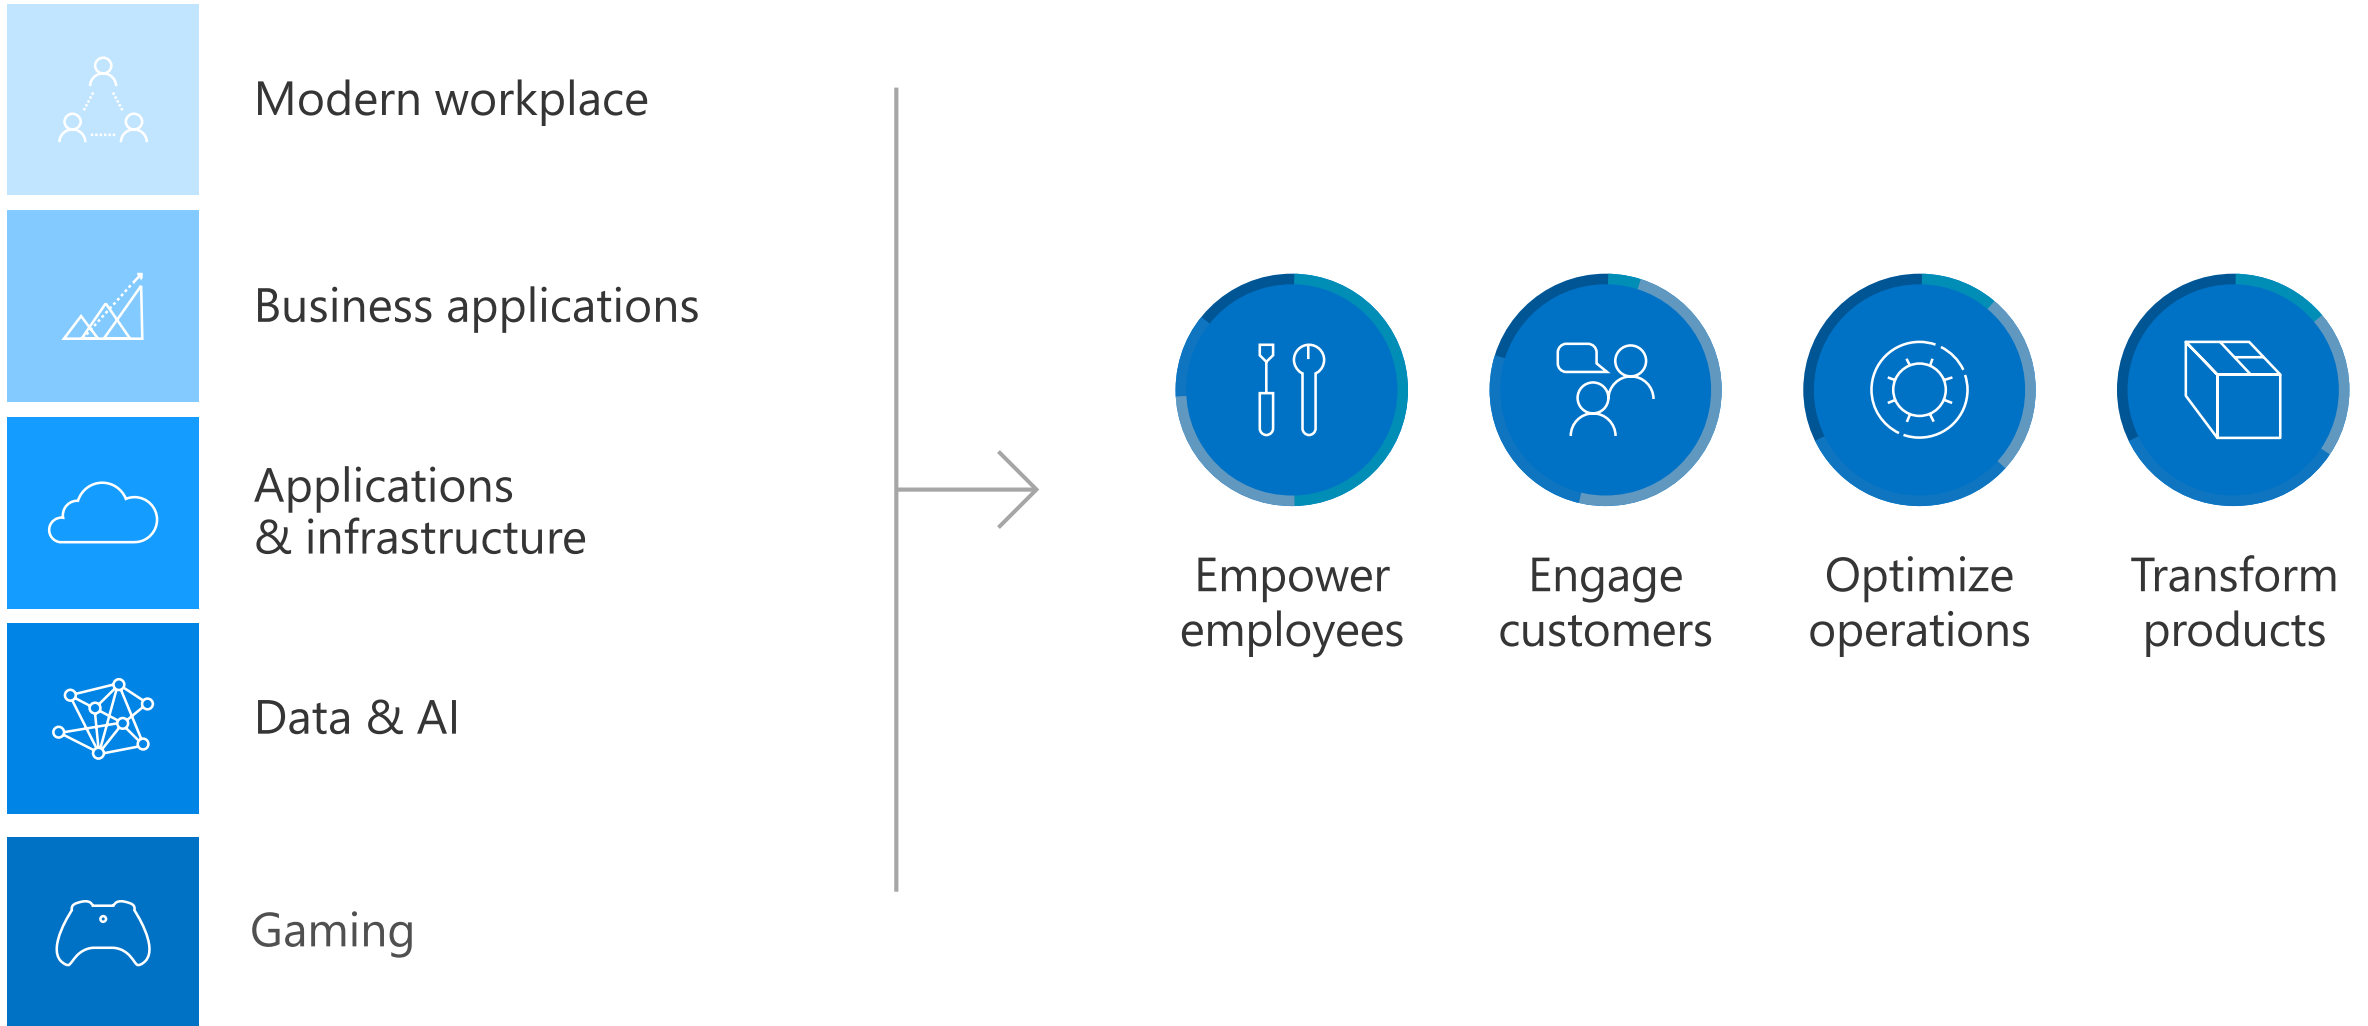 Modern workplace
Business applications
Applications
& infrastructure
Data & AI
Gaming
Empower
employees
Engage
customers
Optimize
operations
Transform
products